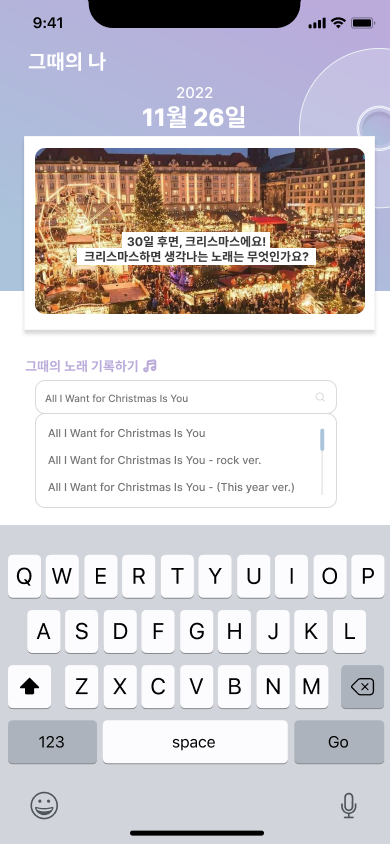 9:41
그때의 나
2022
11월 26일
30일 후면, 크리스마스에요!
크리스마스하면 생각나는 노래는 무엇인가요?
그때의 노래 기록하기
All I Want for Christmas Is You
All I Want for Christmas Is You
All I Want for Christmas Is You - rock ver.
All I Want for Christmas Is You - (This year ver.)
Q W E R T Y U I O P
A S D F G H J K L
Z X C V B N M
123 space Go